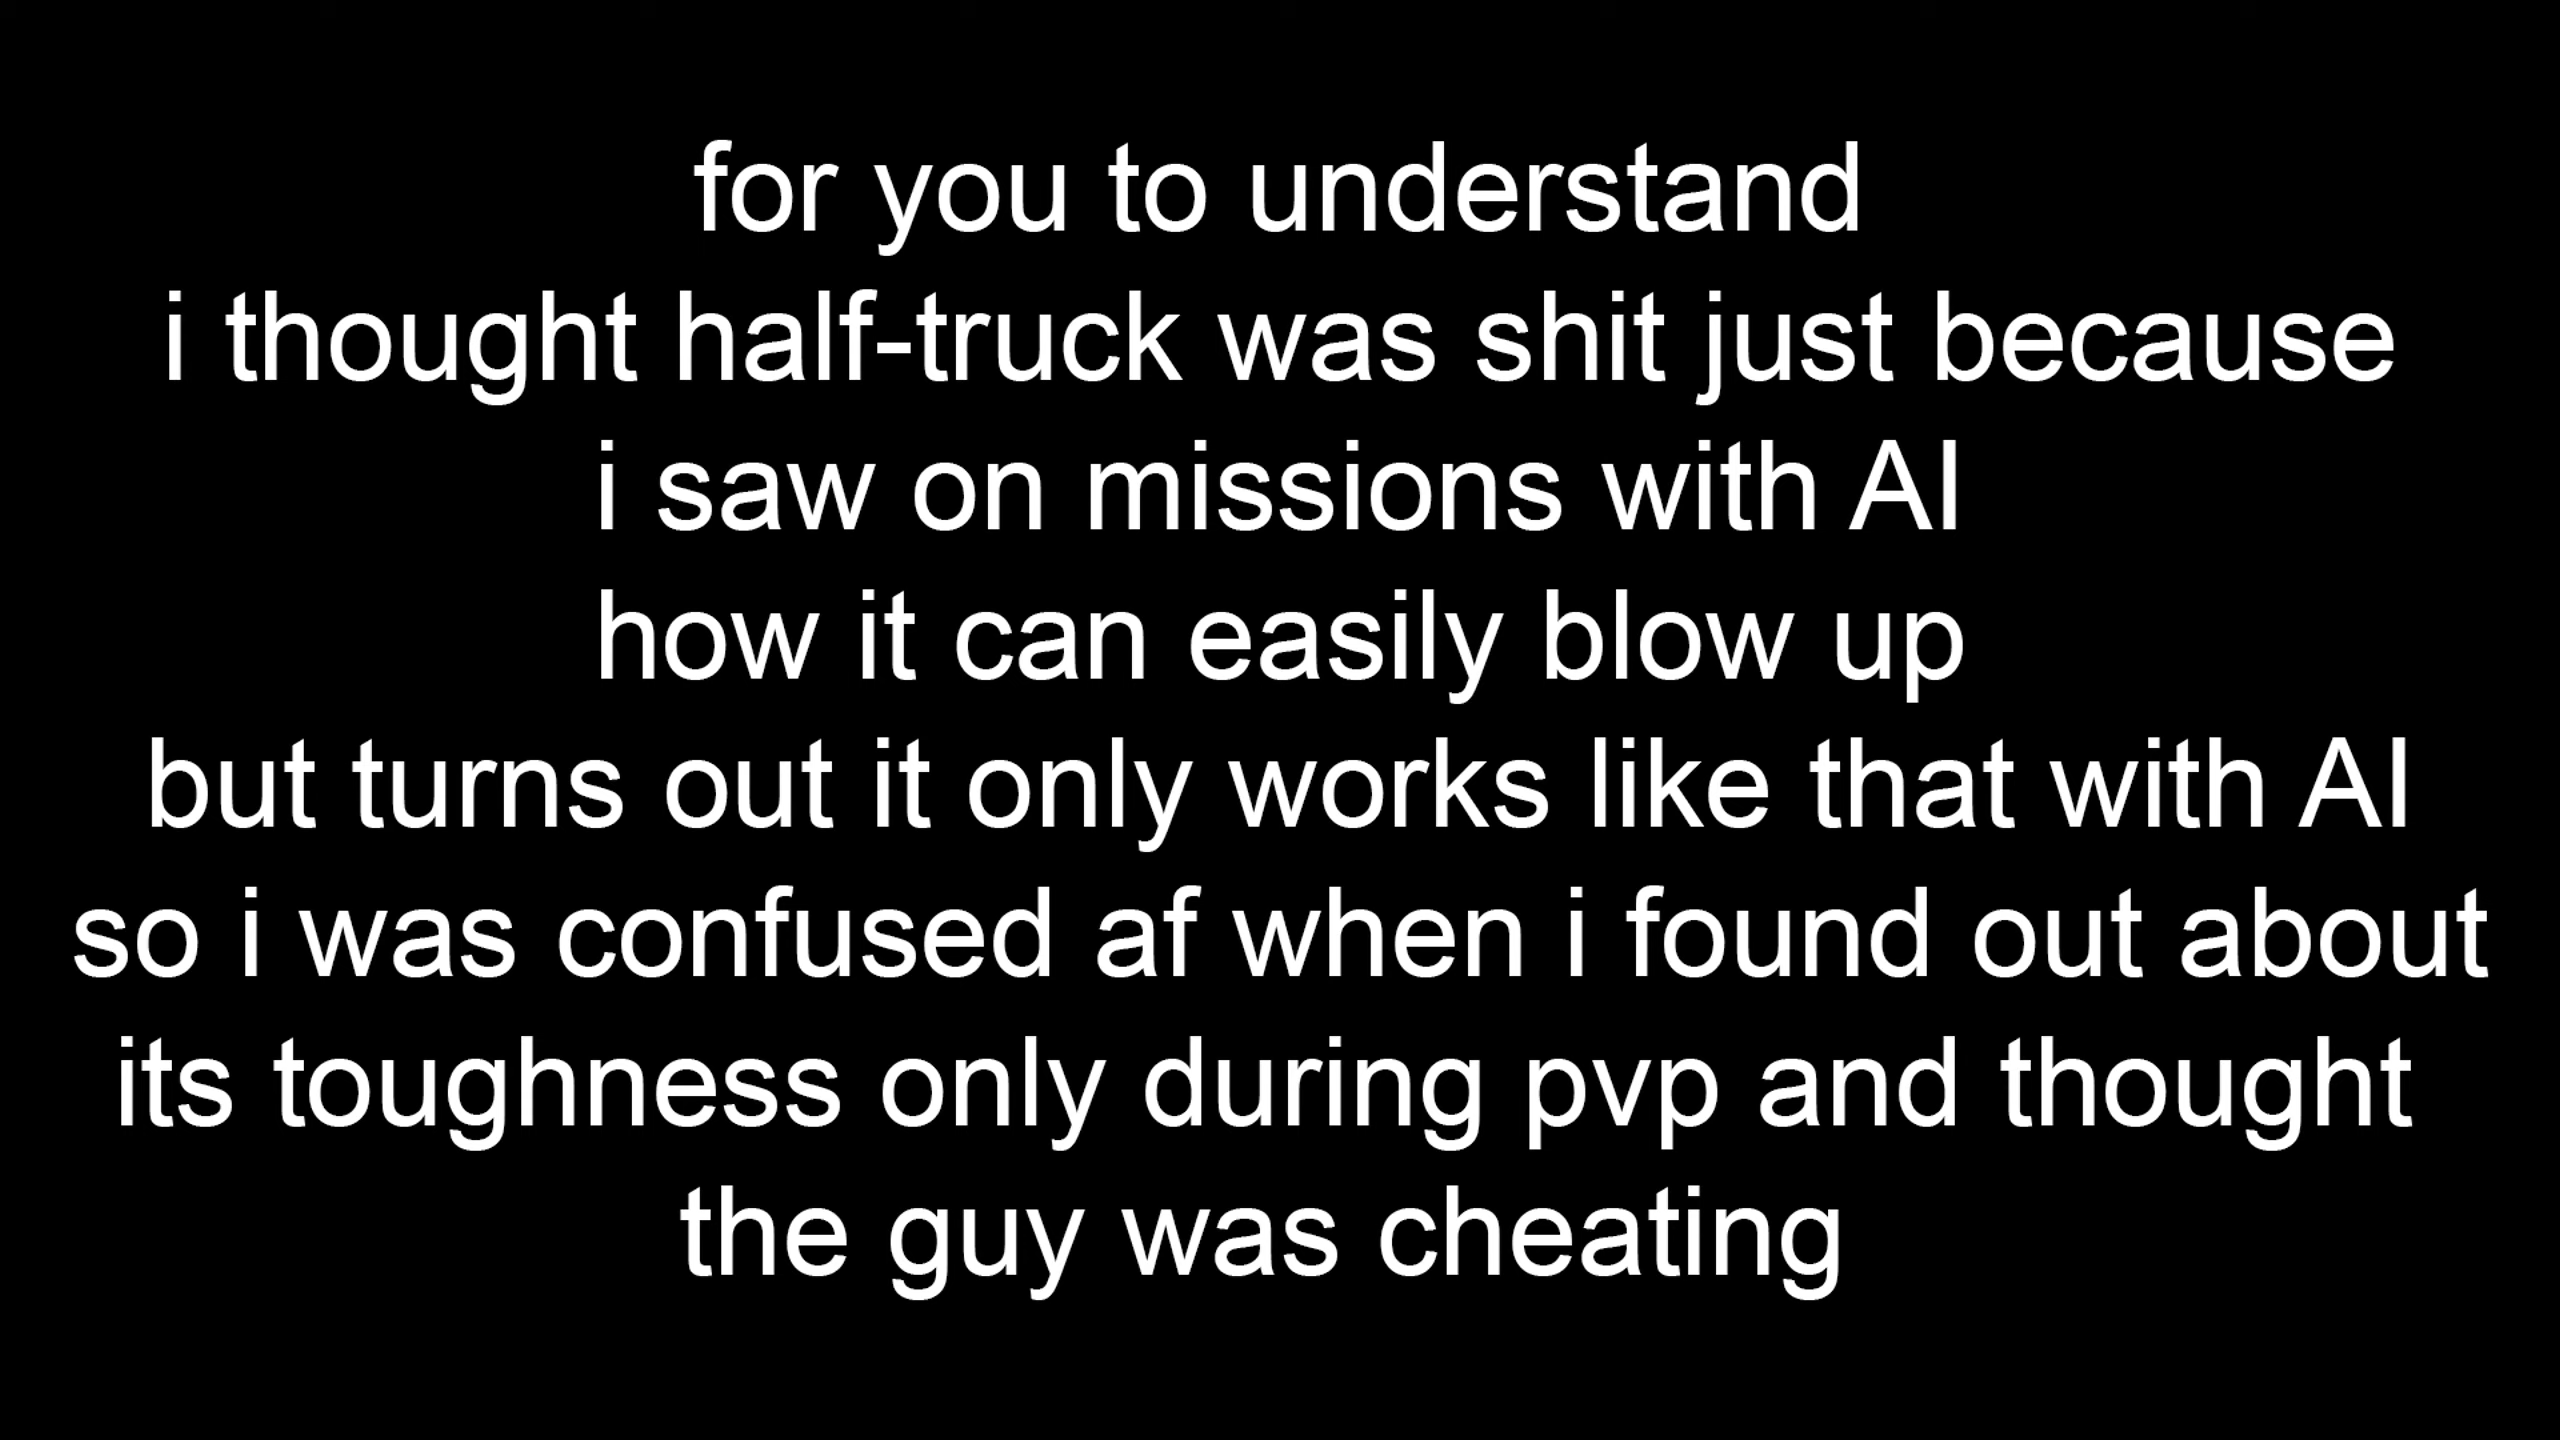 for you to understand
i thought half-truck was shit just because
i saw on missions with AI
how it can easily blow up
but turns out it only works like that with AI
so i was confused af when i found out about
its toughness only during pvp and thought
the guy was cheating